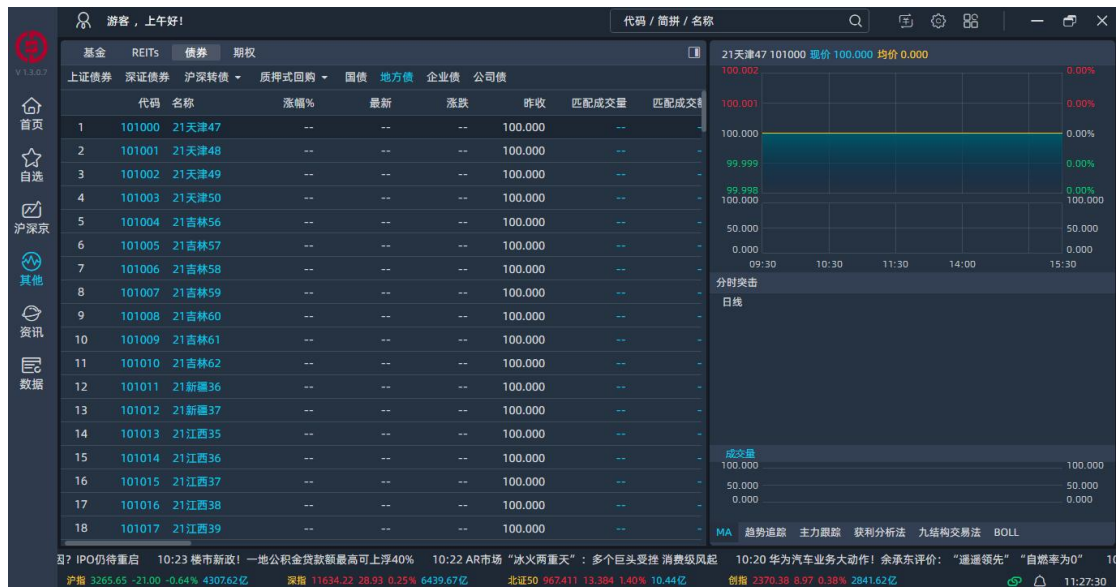 游客，上午好！ 代码 / 简拼 / 名称
V 1.3.0.7
首页
自选
沪深京
其他
资讯
数据
基金 REITs 债券 期权
上证债券 深证债券 沪深转债 质押式回购 国债 地方债 企业债 公司债
代码 名称 涨幅% 最新 涨跌 昨收 匹配成交量 匹配成交额
1 101000 21天津47 -- -- -- 100.000 -- -
2 101001 21天津48 -- -- -- 100.000 -- -
3 101002 21天津49 -- -- -- 100.000 -- -
4 101003 21天津50 -- -- -- 100.000 -- -
5 101004 21吉林56 -- -- -- 100.000 -- -
6 101005 21吉林57 -- -- -- 100.000 -- -
7 101006 21吉林58 -- -- -- 100.000 -- -
8 101007 21吉林59 -- -- -- 100.000 -- -
9 101008 21吉林60 -- -- -- 100.000 -- -
10 101009 21吉林61 -- -- -- 100.000 -- -
11 101010 21吉林62 -- -- -- 100.000 -- -
12 101011 21新疆36 -- -- -- 100.000 -- -
13 101012 21新疆37 -- -- -- 100.000 -- -
14 101013 21江西35 -- -- -- 100.000 -- -
15 101014 21江西36 -- -- -- 100.000 -- -
16 101015 21江西37 -- -- -- 100.000 -- -
17 101016 21江西38 -- -- -- 100.000 -- -
18 101017 21江西39 -- -- -- 100.000 -- -
21天津47 101000 现价 100.000 均价 0.000
100.002 0.00%
100.001 0.00%
100.000 0.00%
99.999 0.00%
99.998 0.00%
100.000 100.000
50.000 50.000
0.000 0.000
09:30 10:30 11:30 14:00 15:30
分时突击
日线
成交量
100.000 100.000
50.000 50.000
0.000 0.000
MA 趋势追踪 主力跟踪 获利分析法 九结构交易法 BOLL
因? IPO仍待重启 10:23 楼市新政！一地公积金贷款额最高可上浮40% 10:22 AR市场“冰火两重天”：多个巨头受挫 消费级风起 10:20 华为汽车业务大动作！余承东评价：“遥遥领先”“自燃率为0” 10
沪指 3265.65 -21.00 -0.64% 4307.62亿 深指 11634.22 28.93 0.25% 6439.67亿 北证50 967.411 13.384 1.40% 10.44亿 创指 2370.38 8.97 0.38% 2841.62亿 11:27:30